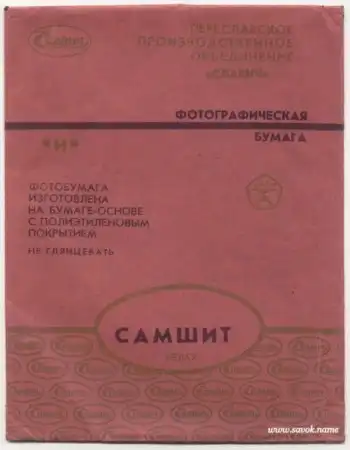 Славич
ПЕРЕСЛАВСКОЕ
ПРОИЗВОДСТВЕННОЕ
ОБЪЕДИНЕНИЕ
«СЛАВИЧ»
ФОТОГРАФИЧЕСКАЯ
БУМАГА
"И"
ФОТОБУМАГА
ИЗГОТОВЛЕНА
НА БУМАГЕ-ОСНОВЕ
С ПОЛИЭТИЛЕНОВЫМ
ПОКРЫТИЕМ
НЕ ГЛЯНЦЕВАТЬ
САМШИТ
www.savok.name